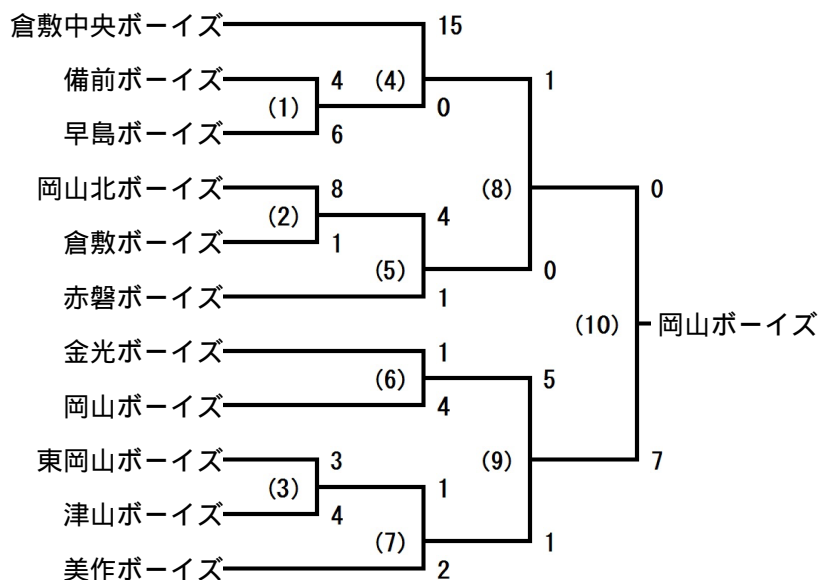 倉敷中央ボーイズ 15
備前ボーイズ 4 (4) 1
(1) 0
早島ボーイズ 6
岡山北ボーイズ 8 (8) 0
(2) 4
倉敷ボーイズ 1
(5) 0
赤磐ボーイズ 1
(10) 岡山ボーイズ
金光ボーイズ 1
(6) 5
岡山ボーイズ 4
東岡山ボーイズ 3 (9) 7
(3) 1
津山ボーイズ 4
(7) 1
美作ボーイズ 2